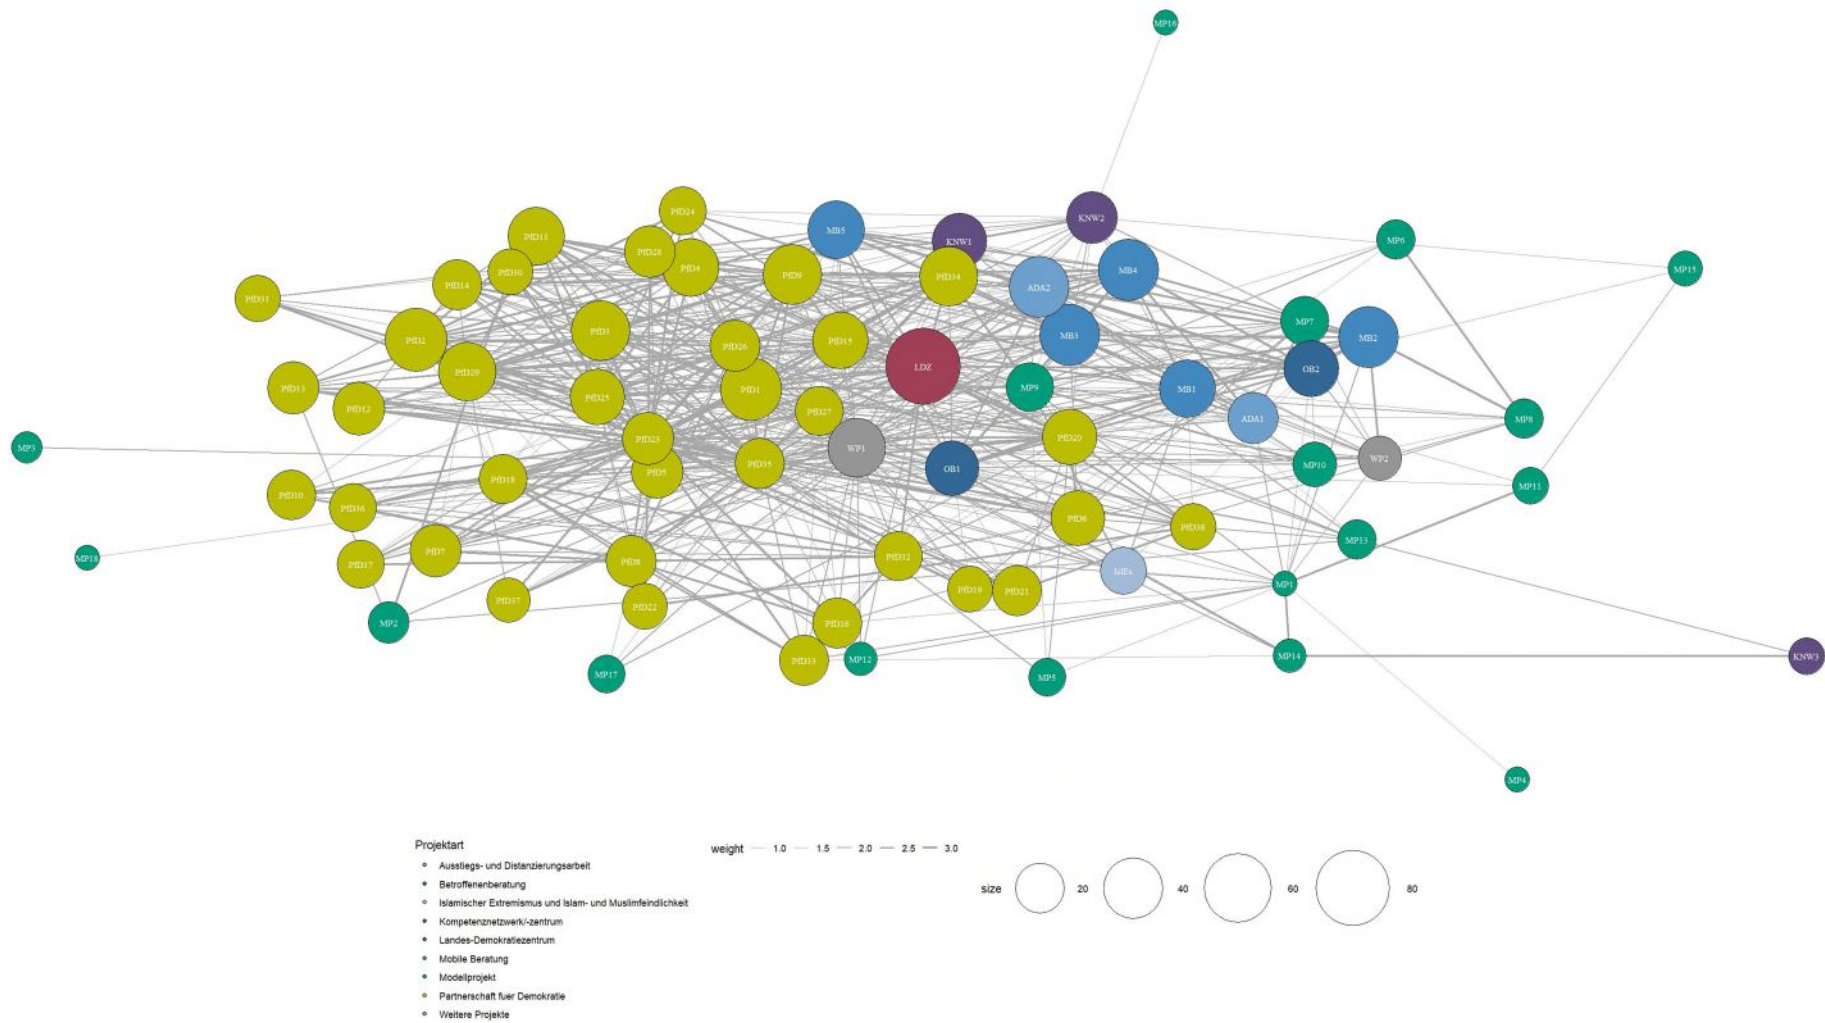 MP16
PfD24
KNW2
PfD11
MB5
KNW1
MP6
PfD28
PfD4
MB4
MP15
PfD30
PfD9
PfD34
PfD14
ADA2
PfD31
MP7
PfD3
MB3
MB2
PfD2
PfD26
PfD15
LDZ
OB2
PfD29
PfD13
PfD1
MP9
MB1
PfD25
PfD12
PfD27
ADA1
MP8
PfD23
PfD20
MP3
WP1
WP2
PfD35
MP10
OB1
PfD5
PfD18
MP11
PfD10
PfD36
PfD6
PfD38
MP13
PfD7
MP18
PfD32
PfD8
PfD17
IslEx
MP1
PfD19
PfD21
PfD37
PfD22
MP2
PfD16
MP14
KNW3
MP12
PfD33
MP17
MP5
MP4
Projektart
Ausstiegs- und Distanzierungsarbeit
Betroffenenberatung
Islamischer Extremismus und Islam- und Muslimfeindlichkeit
Kompetenznetzwerk/-zentrum
Landes-Demokratiezentrum
Mobile Beratung
Modellprojekt
Partnerschaft fuer Demokratie
Weitere Projekte
weight 1.0 1.5 2.0 2.5 3.0
size 20 40 60 80